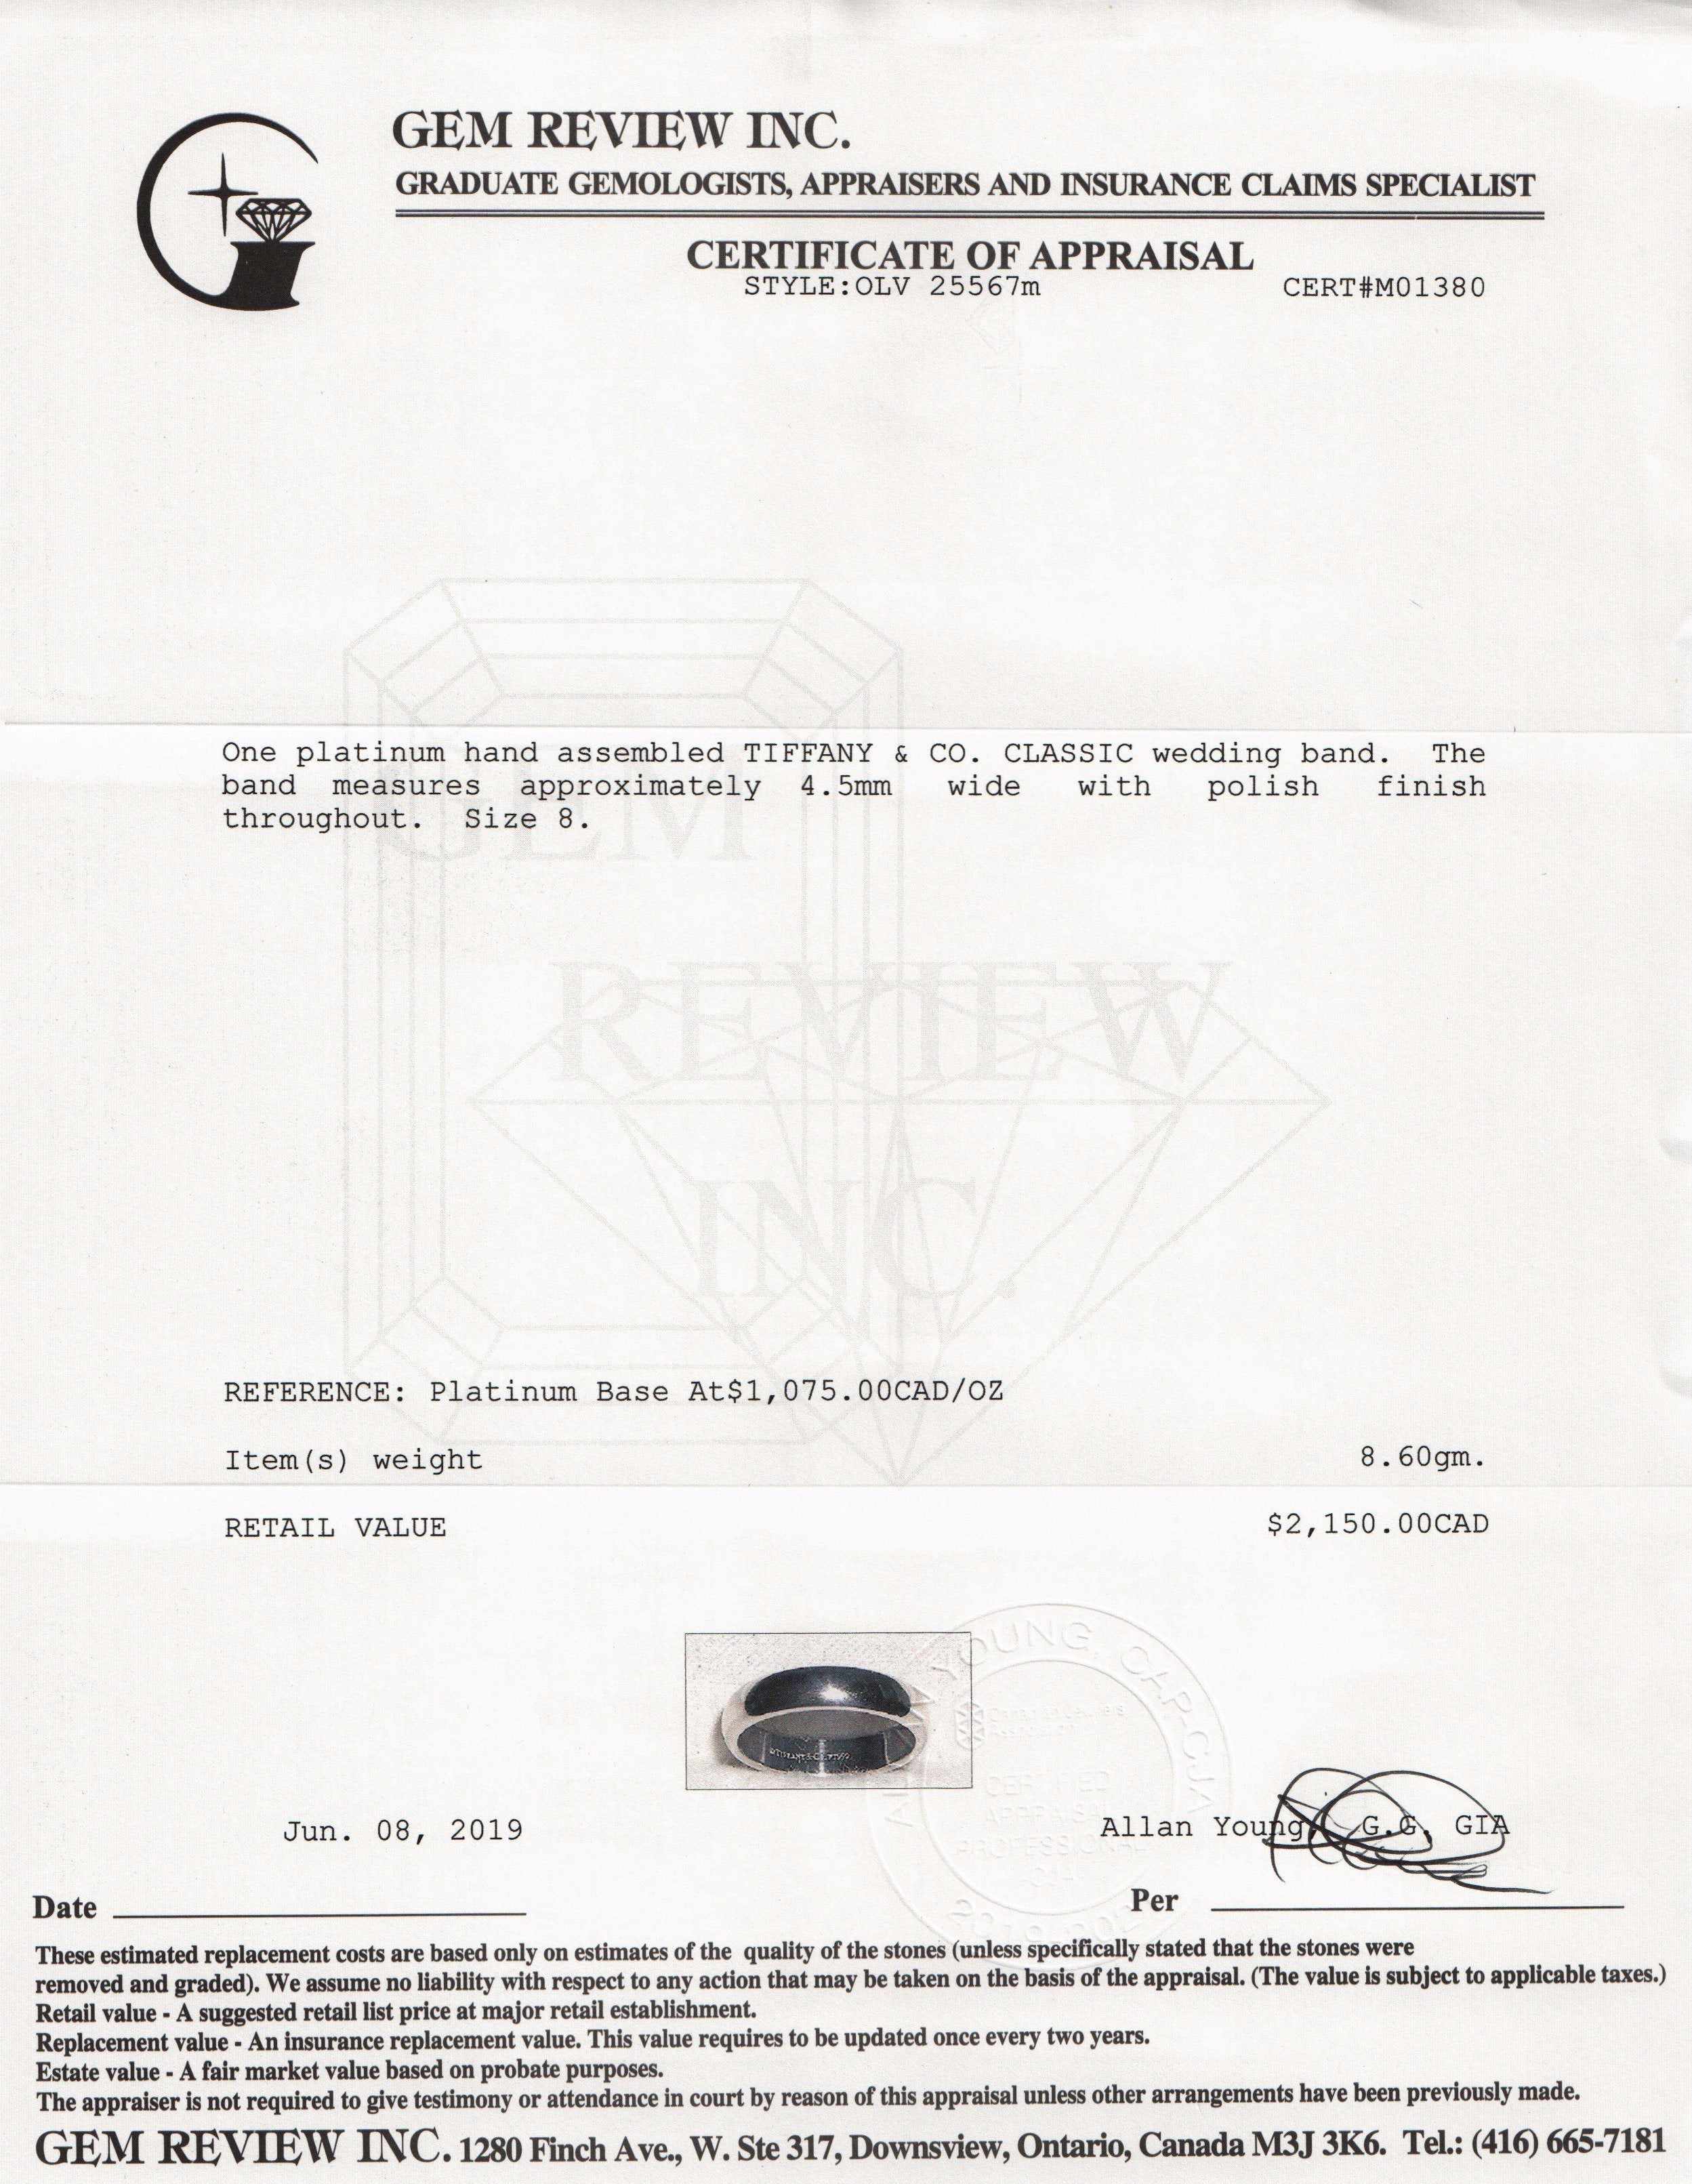 GEM REVIEW INC.
GRADUATE GEMOLOGISTS, APPRAISERS AND INSURANCE CLAIMS SPECIALIST
CERTIFICATE OF APPRAISAL
STYLE:OLV 25567m CERT#M01380
One platinum hand assembled TIFFANY & CO. CLASSIC wedding band. The
band measures approximately 4.5mm wide with polish finish
throughout. Size 8.
GEM
REVIEW
INC.
REFERENCE: Platinum Base At$1,075.00CAD/OZ
Item(s) weight 8.60gm.
RETAIL VALUE $2,150.00CAD
YOUNG, CAP-CJA
CERTIFIED
APPRAISER
PROFESSIONAL
Jun. 08, 2019
Allan Young, G.G. GIA
Date
Per
These estimated replacement costs are based only on estimates of the quality of the stones (unless specifically stated that the stones were
removed and graded). We assume no liability with respect to any action that may be taken on the basis of the appraisal. (The value is subject to applicable taxes.)
Retail value - A suggested retail list price at major retail establishment.
Replacement value - An insurance replacement value. This value requires to be updated once every two years.
Estate value - A fair market value based on probate purposes.
The appraiser is not required to give testimony or attendance in court by reason of this appraisal unless other arrangements have been previously made.
GEM REVIEW INC. 1280 Finch Ave., W. Ste 317, Downsview, Ontario, Canada M3J 3K6. Tel.: (416) 665-7181